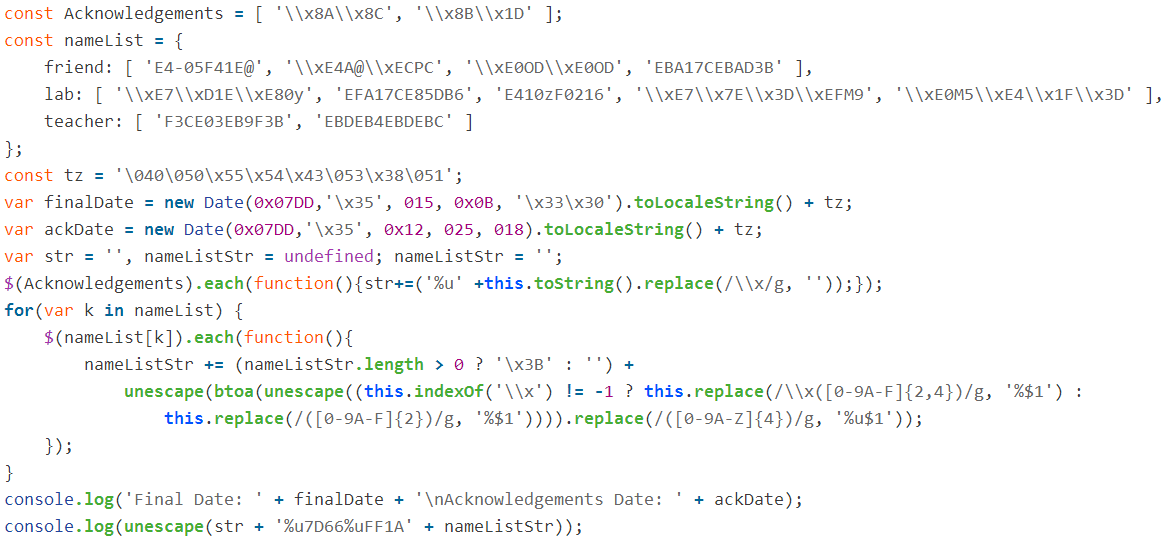 const Acknowledgements = [ '\\x8A\\x8C', '\\x8B\\x1D' ];
const nameList = {
    friend: [ 'E4-05F41E@', '\\xE4A@\\xECPC', '\\xE0OD\\xE0OD', 'EBA17CEBAD3B' ],
    lab: [ '\\xE7\\xD1E\\xE80y', 'EFA17CE85DB6', 'E410zF0216', '\\xE7\\x7E\\x3D\\xEFM9', '\\xE0M5\\xE4\\x1F\\x3D' ],
    teacher: [ 'F3CE03EB9F3B', 'EBDEB4EBDEBC' ]
};
const tz = '\040\050\x55\x54\x43\053\x38\051';
var finalDate = new Date(0x07DD,'\x35', 015, 0x0B, '\x33\x30').toLocaleString() + tz;
var ackDate = new Date(0x07DD,'\x35', 0x12, 025, 018).toLocaleString() + tz;
var str = '', nameListStr = undefined; nameListStr = '';
$(Acknowledgements).each(function(){str+=('%u' +this.toString().replace(/\\x/g, ''));});
for(var k in nameList) {
    $(nameList[k]).each(function(){
        nameListStr += (nameListStr.length > 0 ? '\x3B' : '') +
            unescape(btoa(unescape((this.indexOf('\\x') != -1 ? this.replace(/\\x([0-9A-F]{2,4})/g, '%$1') :
                this.replace(/([0-9A-F]{2})/g, '%$1')))).replace(/([0-9A-Z]{4})/g, '%u$1'));
    });
}
console.log('Final Date: ' + finalDate + '\nAcknowledgements Date: ' + ackDate);
console.log(unescape(str + '%u7D66%uFF1A' + nameListStr));